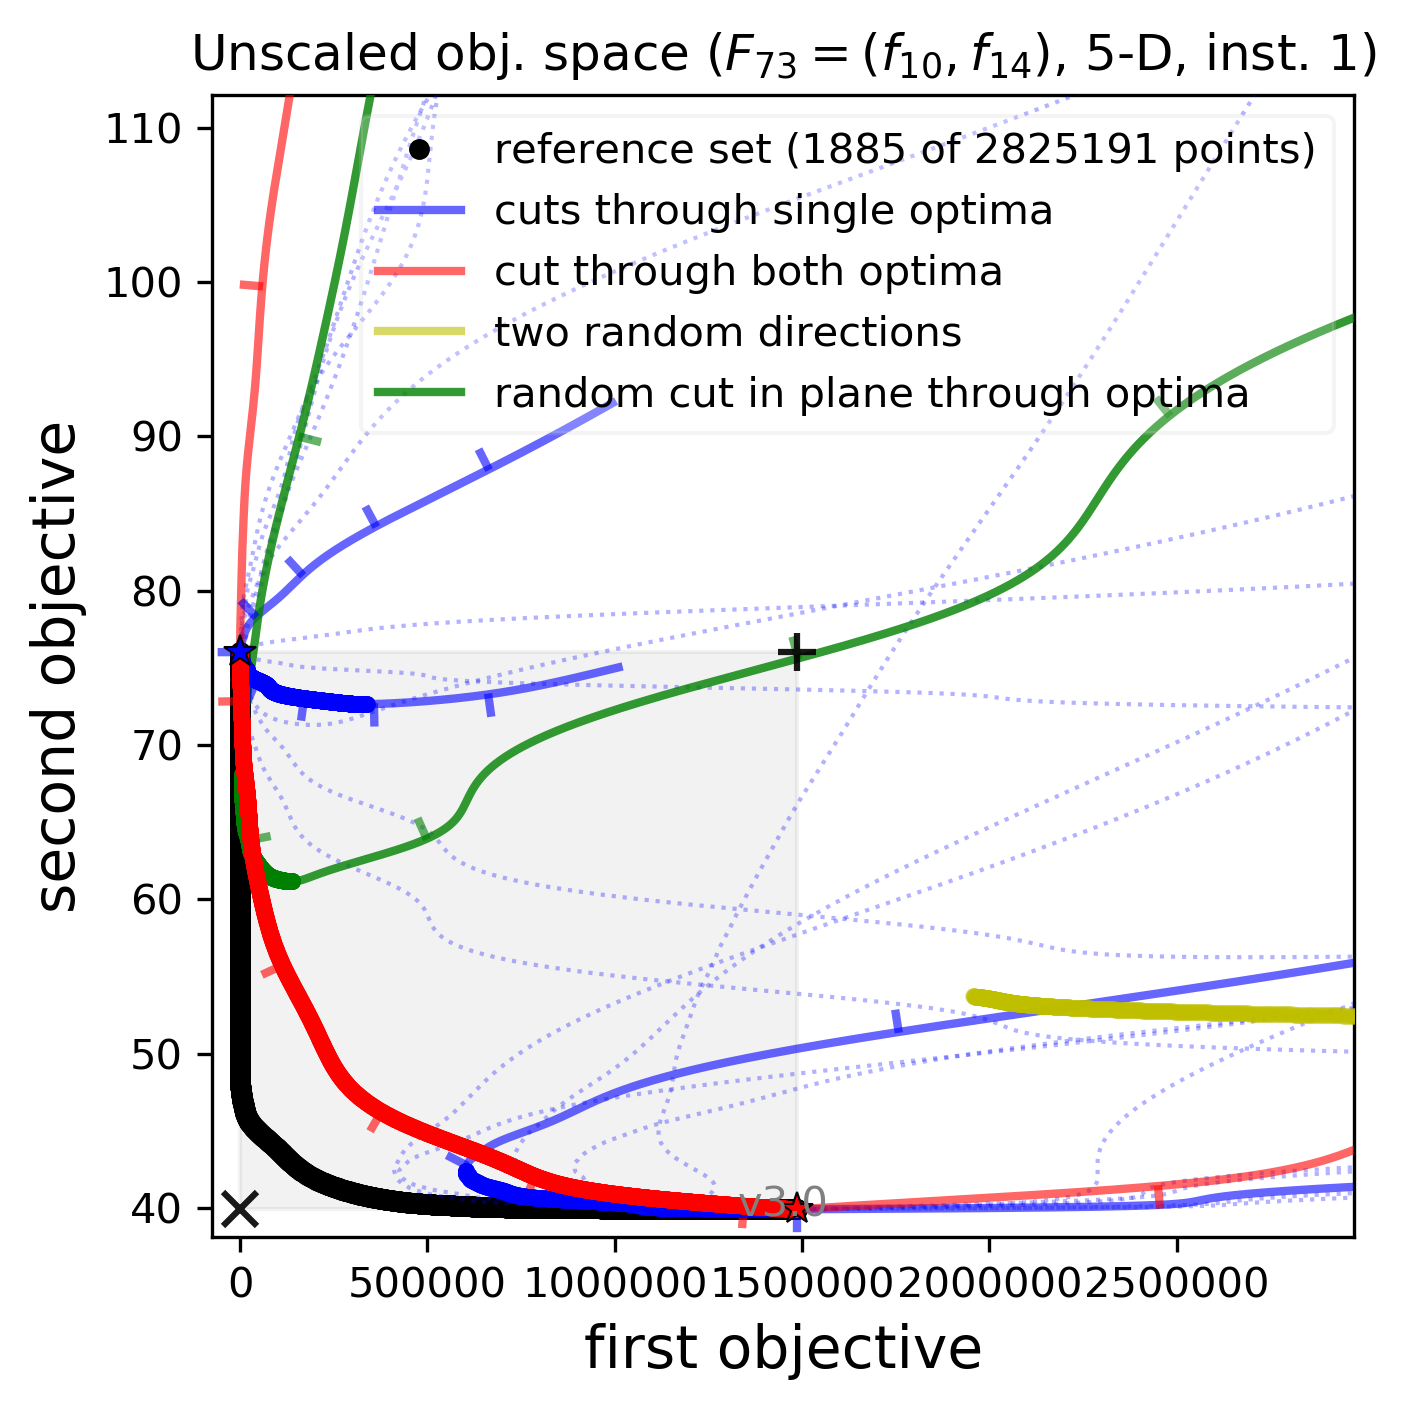 Unscaled obj. space (F₇₃ = (f₁₀, f₁₄), 5-D, inst. 1)
reference set (1885 of 2825191 points)
cuts through single optima
cut through both optima
two random directions
random cut in plane through optima
second objective
110
100
90
80
70
60
50
40
v3.0
0 500000 1000000 1500000 2000000 2500000
first objective